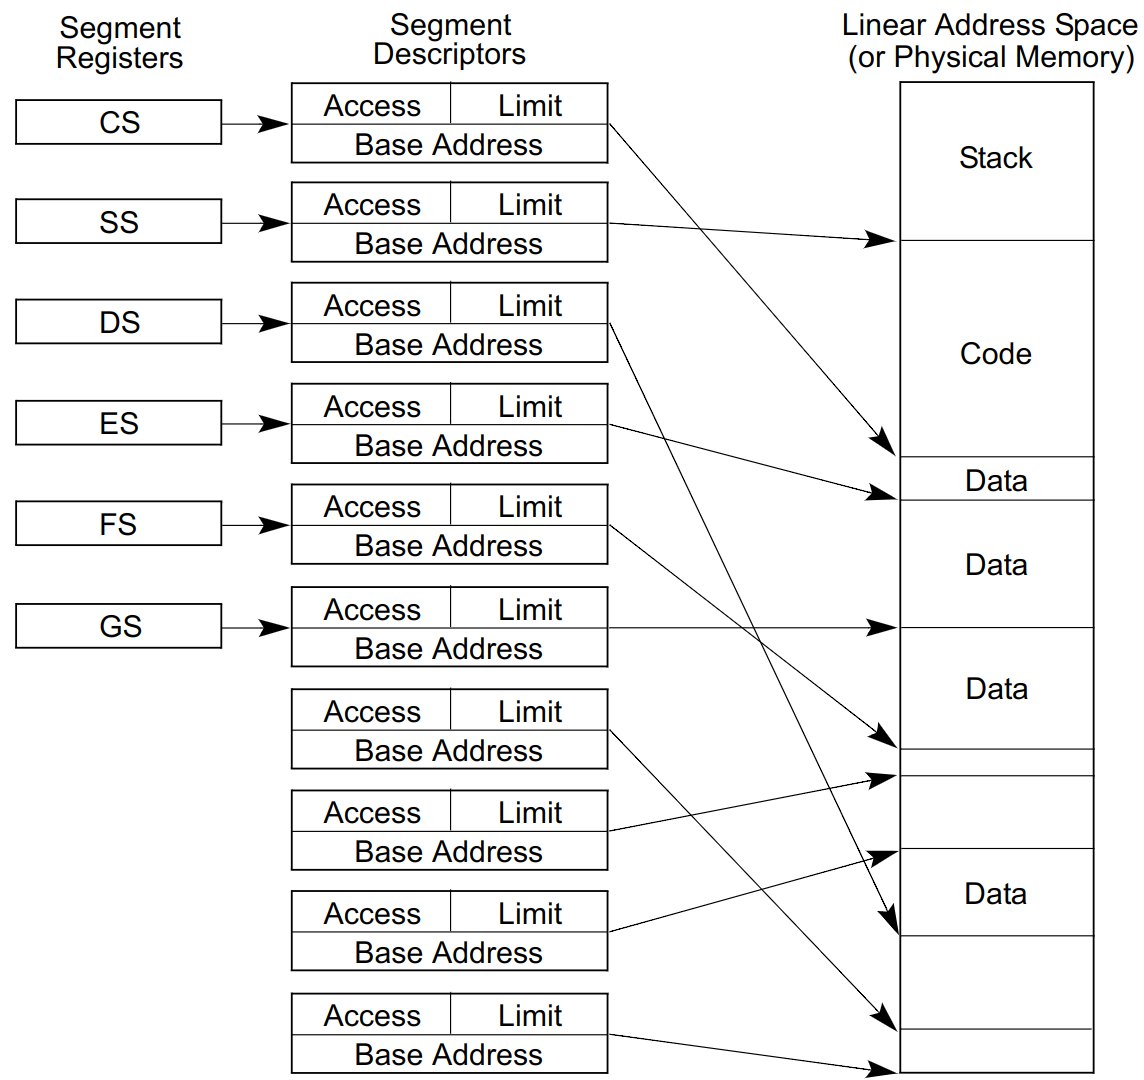 Segment
Registers
Segment
Descriptors
Linear Address Space
(or Physical Memory)
CS
Access Limit
Base Address
Stack
SS
Access Limit
Base Address
DS
Access Limit
Base Address
Code
ES
Access Limit
Base Address
Data
FS
Access Limit
Base Address
Data
GS
Access Limit
Base Address
Data
Access Limit
Base Address
Access Limit
Base Address
Data
Access Limit
Base Address
Access Limit
Base Address